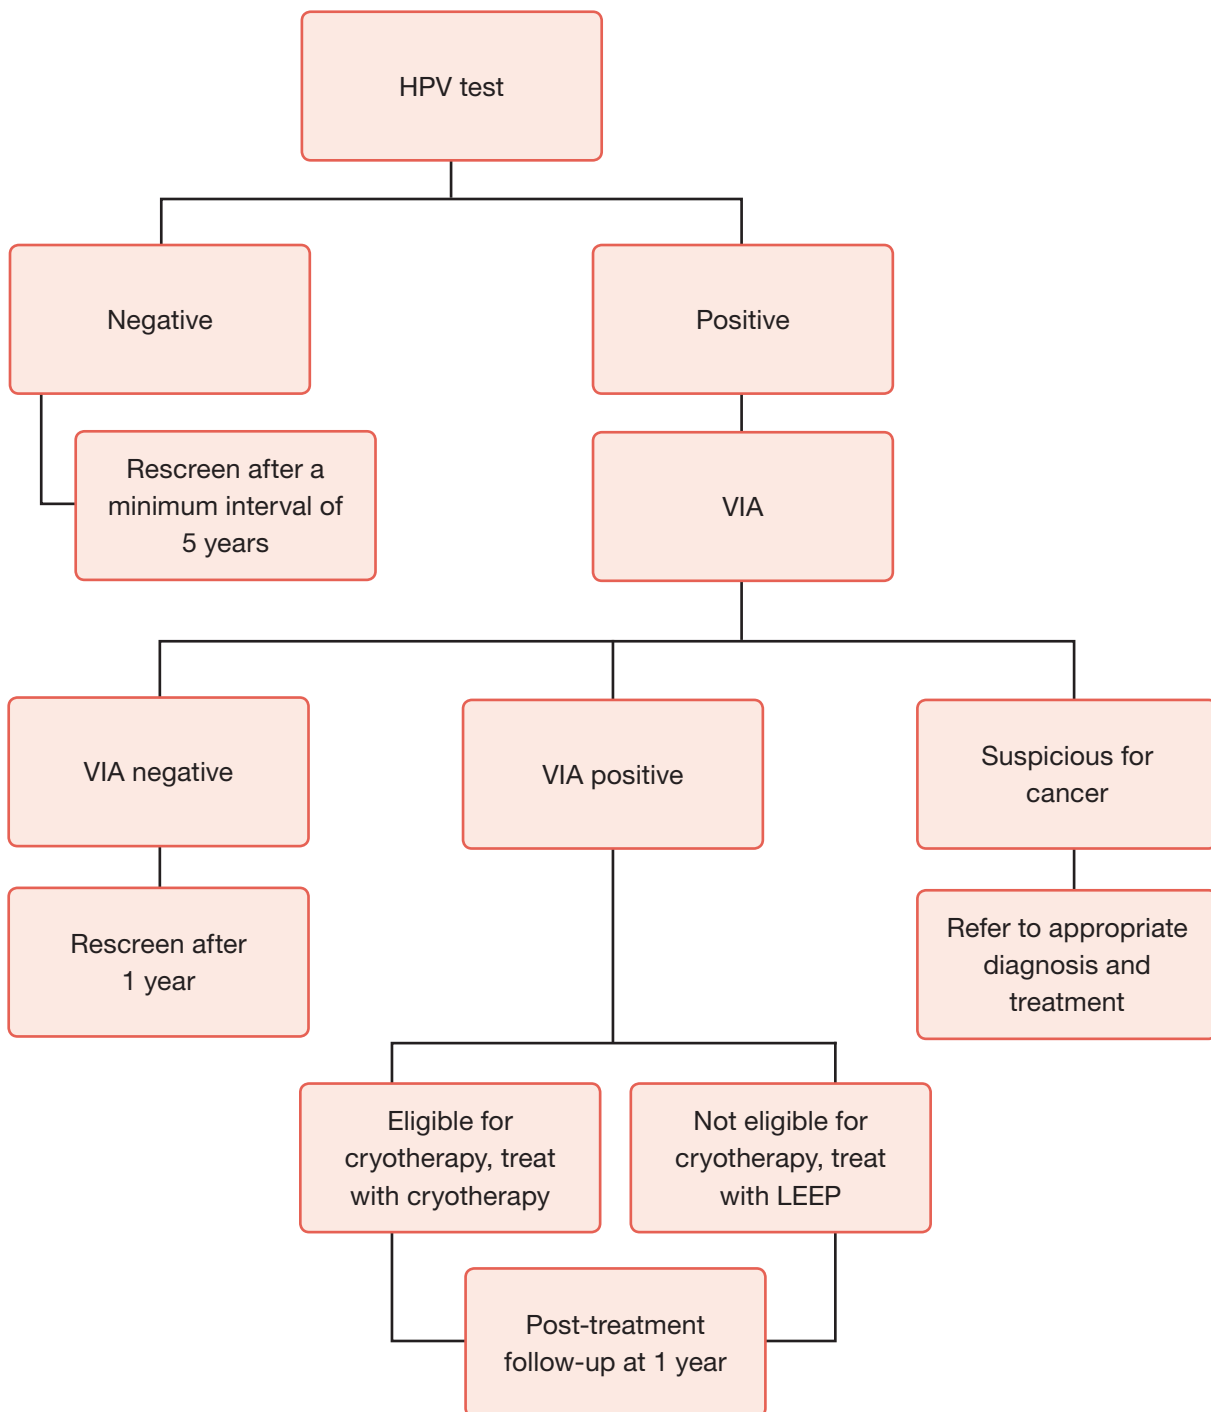 HPV test
Negative
Positive
Rescreen after a
minimum interval of
5 years
VIA
VIA negative
VIA positive
Suspicious for
cancer
Rescreen after
1 year
Refer to appropriate
diagnosis and
treatment
Eligible for
cryotherapy, treat
with cryotherapy
Not eligible for
cryotherapy, treat
with LEEP
Post-treatment
follow-up at 1 year